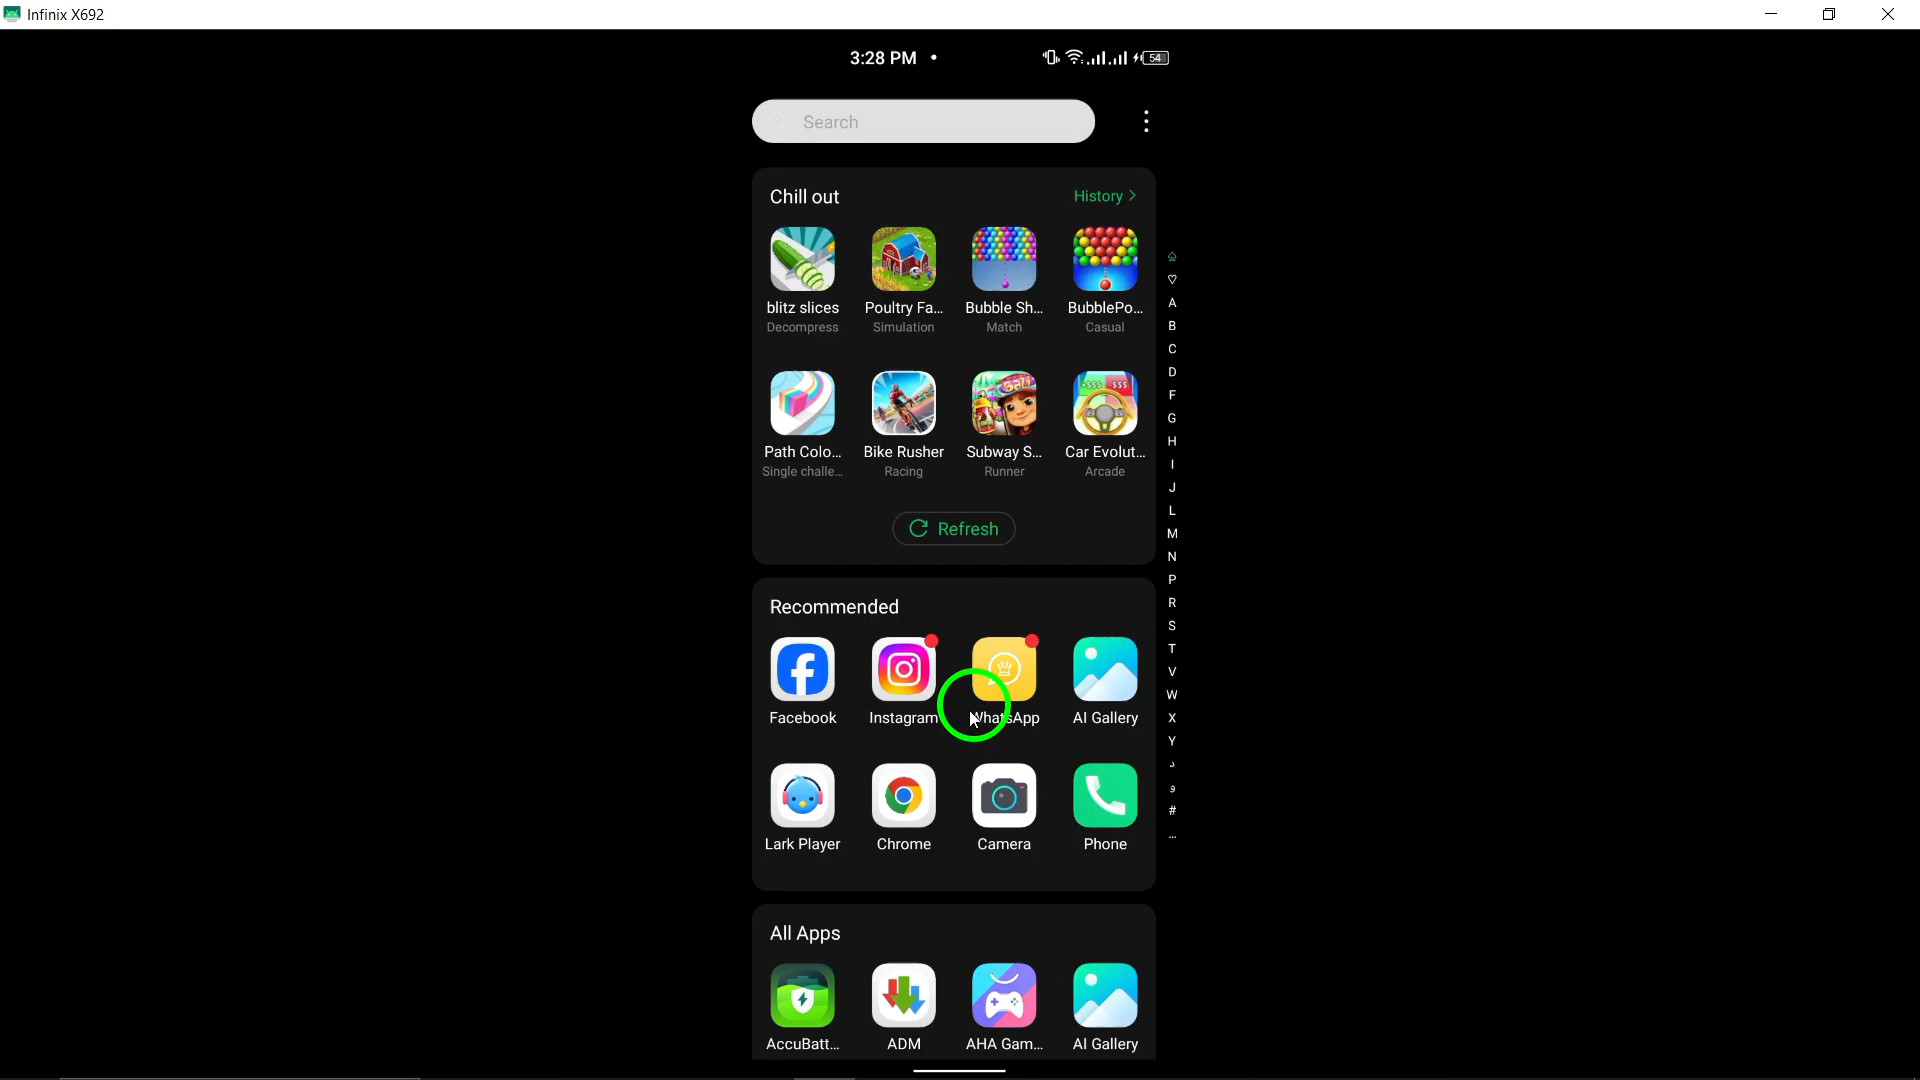 Infinix X692
3:28 PM
54
Search
Chill out
History >
blitz slices
Poultry Fa...
Bubble Sh...
BubblePo...
Decompress
Simulation
Match
Casual
Path Colo...
Bike Rusher
Subway S...
Car Evolut...
Single challe...
Racing
Runner
Arcade
Refresh
Recommended
Facebook
Instagram
WhatsApp
AI Gallery
Lark Player
Chrome
Camera
Phone
All Apps
AccuBatt...
ADM
AHA Gam...
AI Gallery
A
B
C
D
F
G
H
I
J
L
M
N
P
R
S
T
V
W
X
Y
د
و
#
...